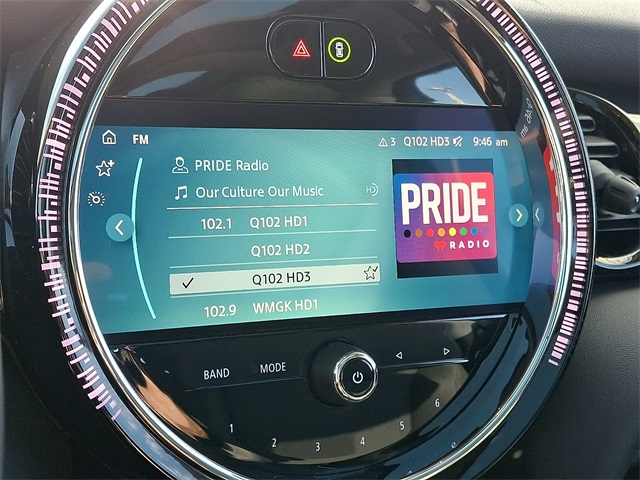 FM
3 Q102 HD3 9:46 am
PRIDE Radio
Our Culture Our Music
HD
102.1 Q102 HD1
Q102 HD2
Q102 HD3
102.9 WMGK HD1
PRIDE
RADIO
BAND MODE
1 2 3 4 5 6